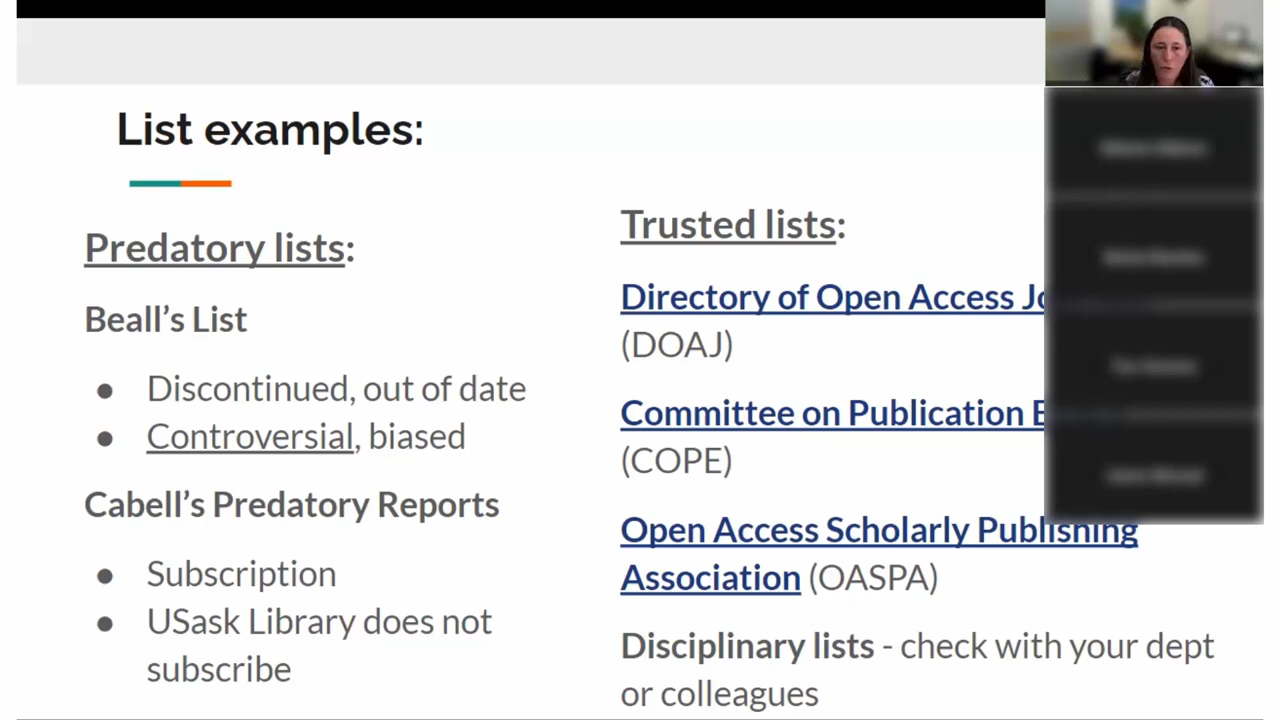 List examples:
Predatory lists:
Beall's List
● Discontinued, out of date
● Controversial, biased
Cabell's Predatory Reports
● Subscription
● USask Library does not
subscribe
Trusted lists:
Directory of Open Access
(DOAJ)
Committee on Publication
(COPE)
Open Access Scholarly Publishing
Association (OASPA)
Disciplinary lists - check with your dept
or colleagues